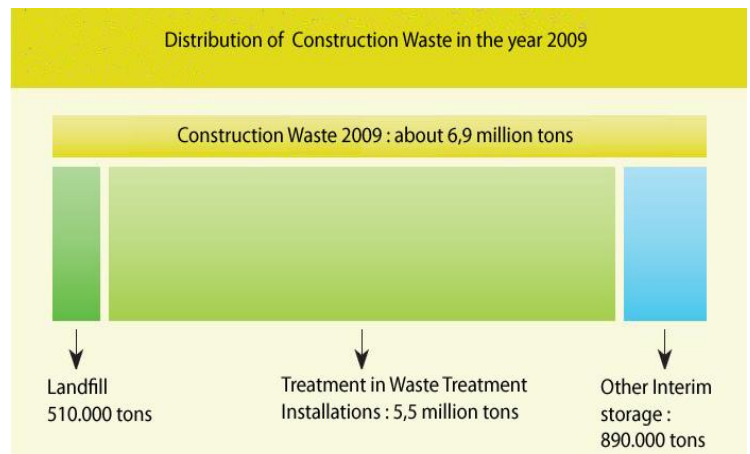 Distribution of Construction Waste in the year 2009
Construction Waste 2009 : about 6,9 million tons
Landfill
510.000 tons
Treatment in Waste Treatment
Installations : 5,5 million tons
Other Interim
storage :
890.000 tons